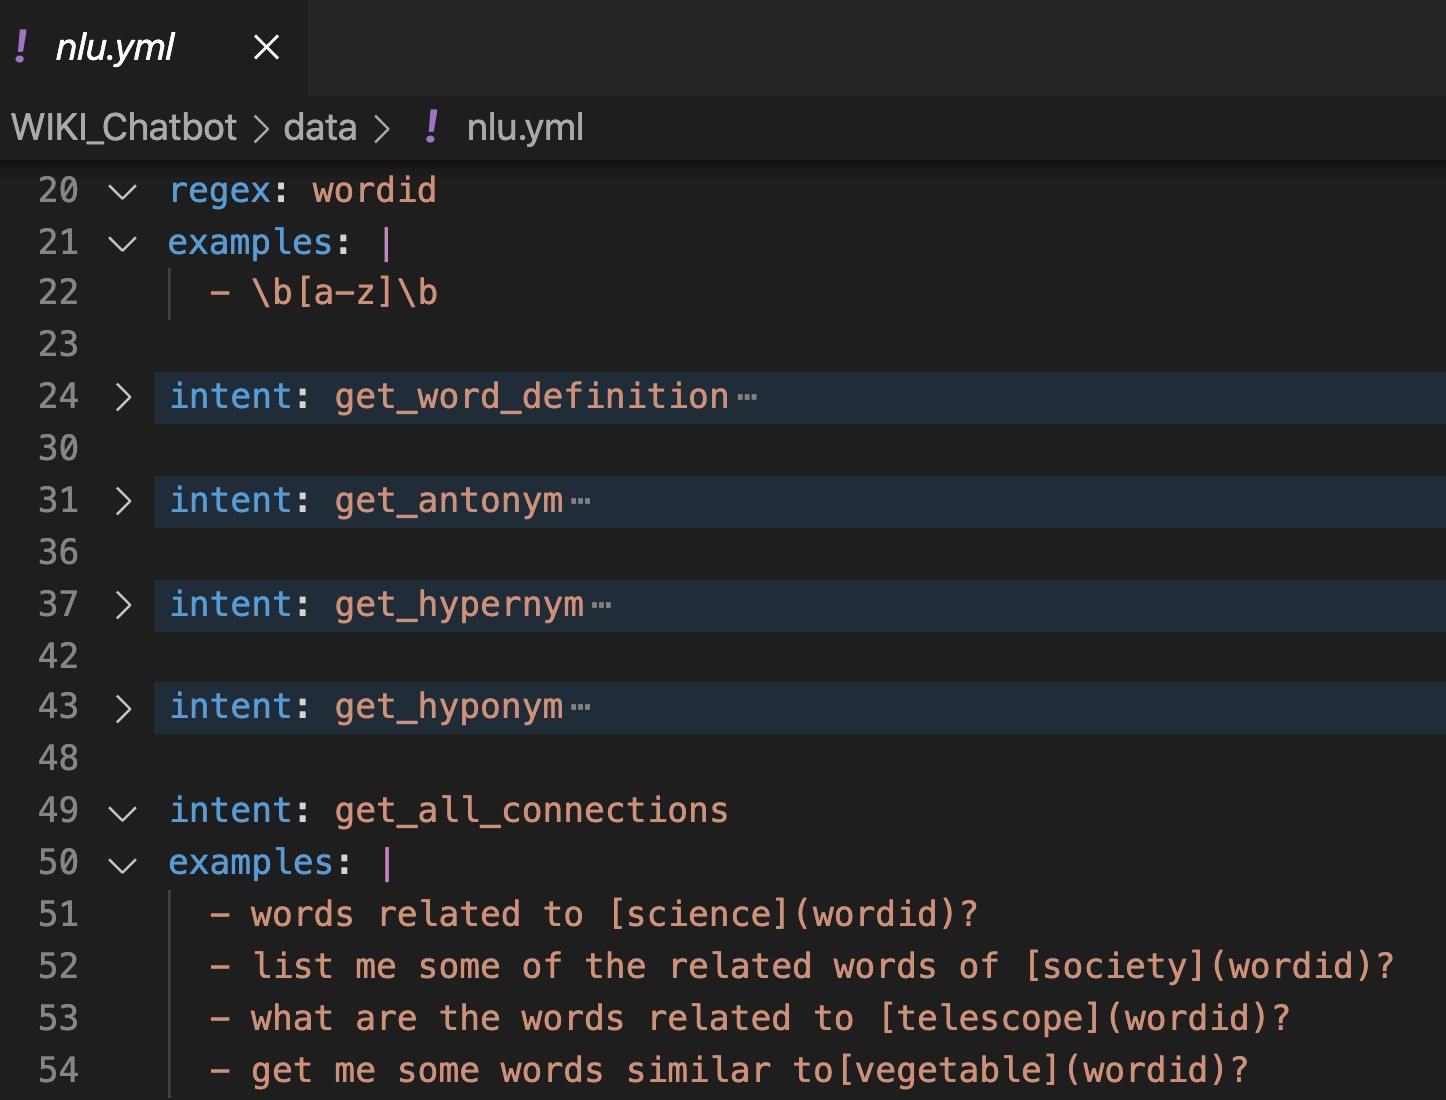 ! nlu.yml ×
WIKI_Chatbot > data > ! nlu.yml
20 regex: wordid
21 examples: |
22 - \b[a-z]\b
23
24 intent: get_word_definition…
30
31 intent: get_antonym…
36
37 intent: get_hypernym…
42
43 intent: get_hyponym…
48
49 intent: get_all_connections
50 examples: |
51 - words related to [science](wordid)?
52 - list me some of the related words of [society](wordid)?
53 - what are the words related to [telescope](wordid)?
54 - get me some words similar to[vegetable](wordid)?